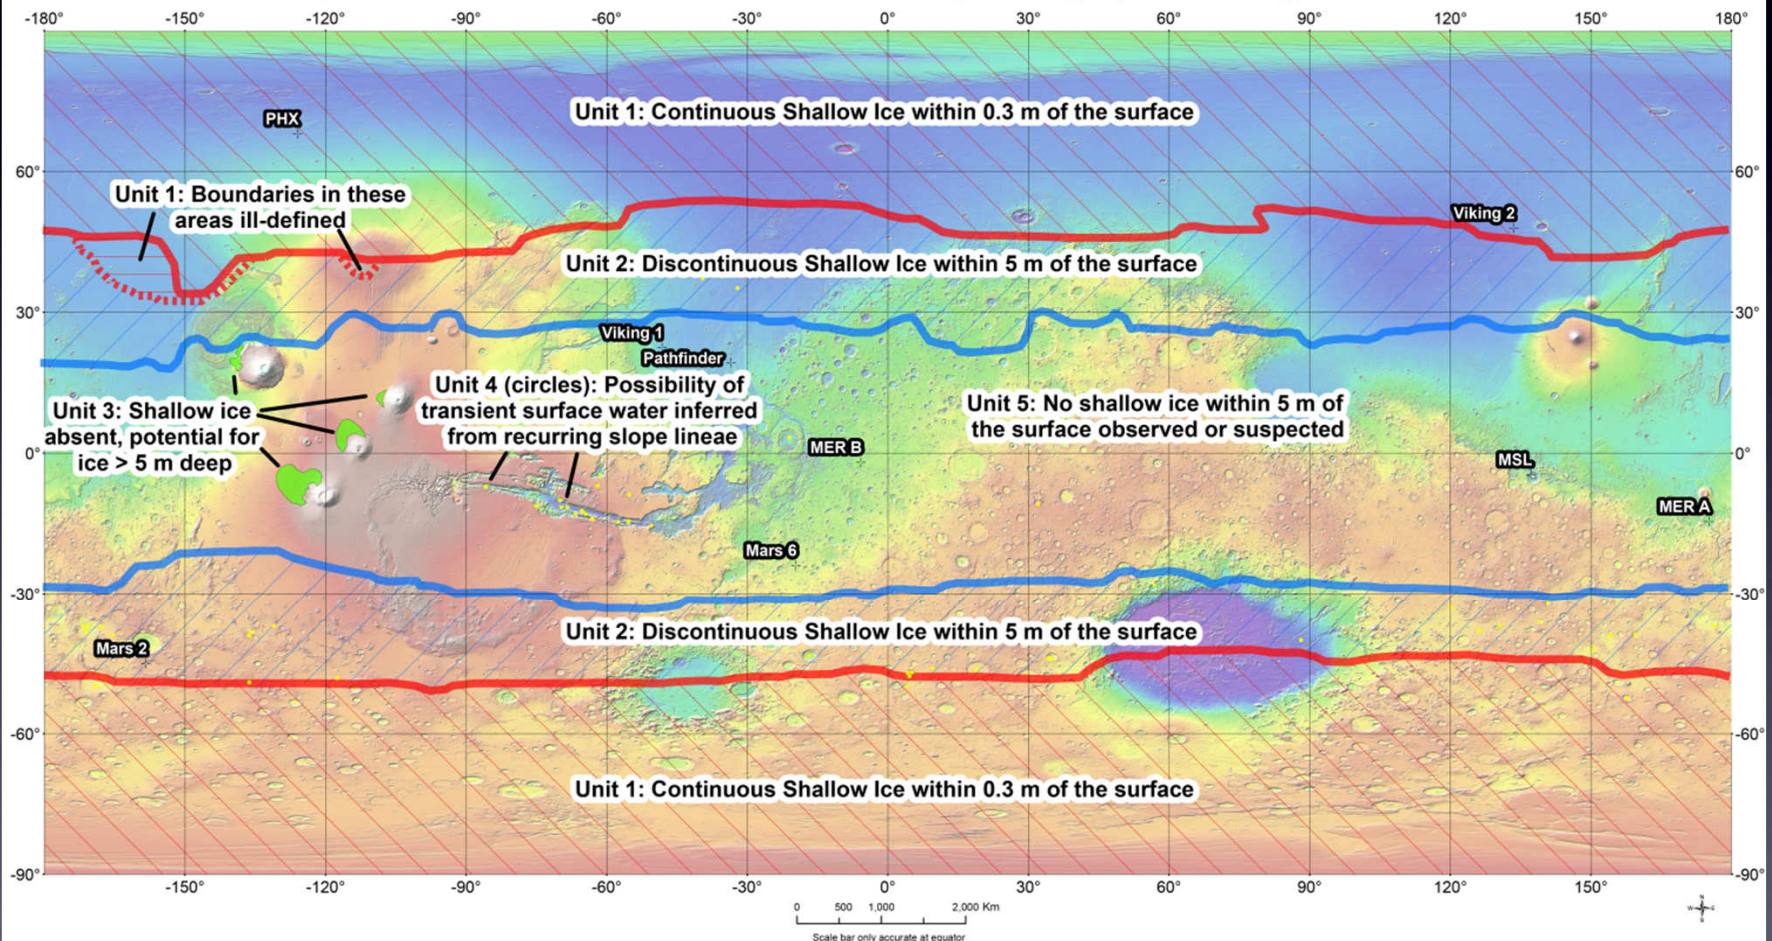 -180° -150° -120° -90° -60° -30° 0° 30° 60° 90° 120° 150° 180°
Unit 1: Continuous Shallow Ice within 0.3 m of the surface
PHX
60° 60°
Unit 1: Boundaries in these
areas ill-defined
Viking 2
Unit 2: Discontinuous Shallow Ice within 5 m of the surface
30° 30°
Viking 1
Pathfinder
Unit 4 (circles): Possibility of
transient surface water inferred
from recurring slope lineae
Unit 3: Shallow ice
absent, potential for
ice > 5 m deep
Unit 5: No shallow ice within 5 m of
the surface observed or suspected
MER B
0° 0°
MSL
MER A
Mars 6
-30° -30°
Unit 2: Discontinuous Shallow Ice within 5 m of the surface
Mars 2
-60° -60°
Unit 1: Continuous Shallow Ice within 0.3 m of the surface
-90° -90°
-150° -120° -90° -60° -30° 0° 30° 60° 90° 120° 150°
0 500 1,000 2,000 Km
Scale bar only accurate at equator
N
W E
S